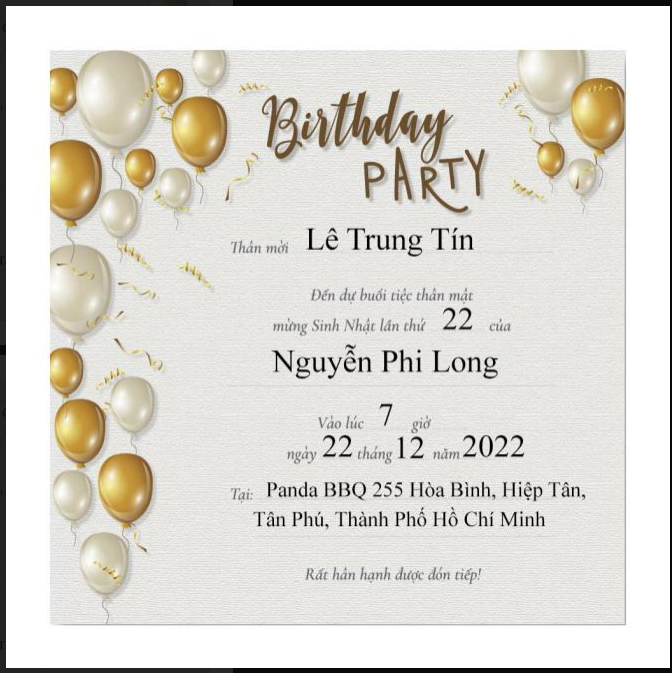 Birthday
PARTY
Thân mời Lê Trung Tín
Đến dự buổi tiệc thân mật
mừng Sinh Nhật lần thứ 22 của
Nguyễn Phi Long
Vào lúc 7 giờ
ngày 22 tháng 12 năm 2022
Tại: Panda BBQ 255 Hòa Bình, Hiệp Tân,
Tân Phú, Thành Phố Hồ Chí Minh
Rất hân hạnh được đón tiếp!